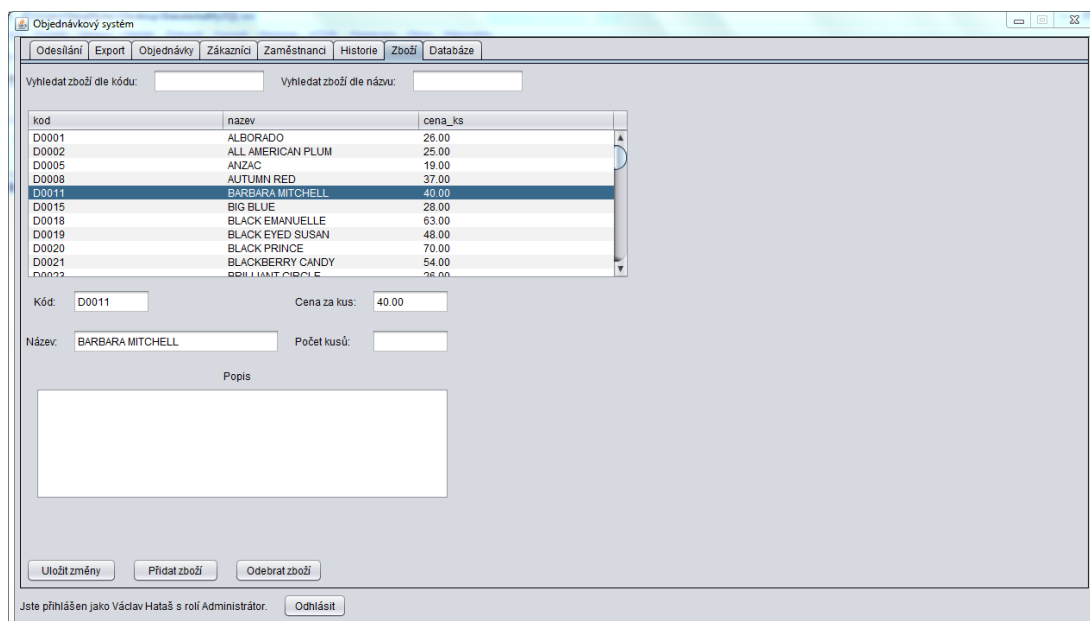 Objednávkový systém
Odesílání Export Objednávky Zákazníci Zaměstnanci Historie Zboží Databáze
Vyhledat zboží dle kódu: Vyhledat zboží dle názvu:
kod nazev cena_ks
D0001 ALBORADO 26.00
D0002 ALL AMERICAN PLUM 25.00
D0005 ANZAC 19.00
D0008 AUTUMN RED 37.00
D0011 BARBARA MITCHELL 40.00
D0015 BIG BLUE 28.00
D0018 BLACK EMANUELLE 63.00
D0019 BLACK EYED SUSAN 48.00
D0020 BLACK PRINCE 70.00
D0021 BLACKBERRY CANDY 54.00
D0023 BRILLIANT CIRCLE 26.00
Kód: D0011 Cena za kus: 40.00
Název: BARBARA MITCHELL Počet kusů:
Popis
Uložit změny Přidat zboží Odebrat zboží
Jste přihlášen jako Václav Hataš s rolí Administrátor. Odhlásit